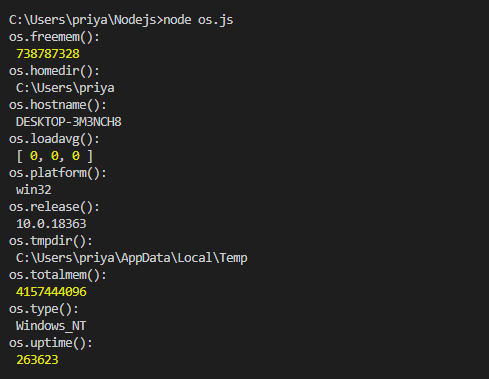 C:\Users\priya\Nodejs>node os.js
os.freemem():
738787328
os.homedir():
C:\Users\priya
os.hostname():
DESKTOP-3M3NCH8
os.loadavg():
[ 0, 0, 0 ]
os.platform():
win32
os.release():
10.0.18363
os.tmpdir():
C:\Users\priya\AppData\Local\Temp
os.totalmem():
4157444096
os.type():
Windows_NT
os.uptime():
263623